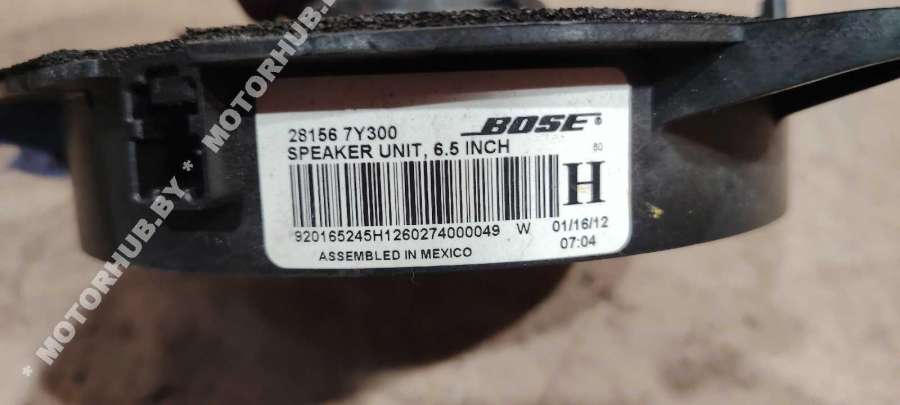 28156 7Y300
BOSE®
SPEAKER UNIT, 6.5 INCH
80
H
920165245H1260274000049 W
01/16/12
07:04
ASSEMBLED IN MEXICO
* MOTORHUB.BY * MOTORHUB.BY *